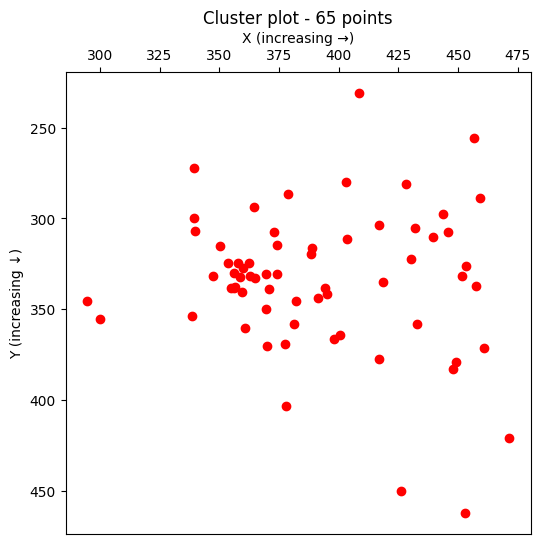 Cluster plot - 65 points
X (increasing →)
300 325 350 375 400 425 450 475
Y (increasing ↓)
250
300
350
400
450